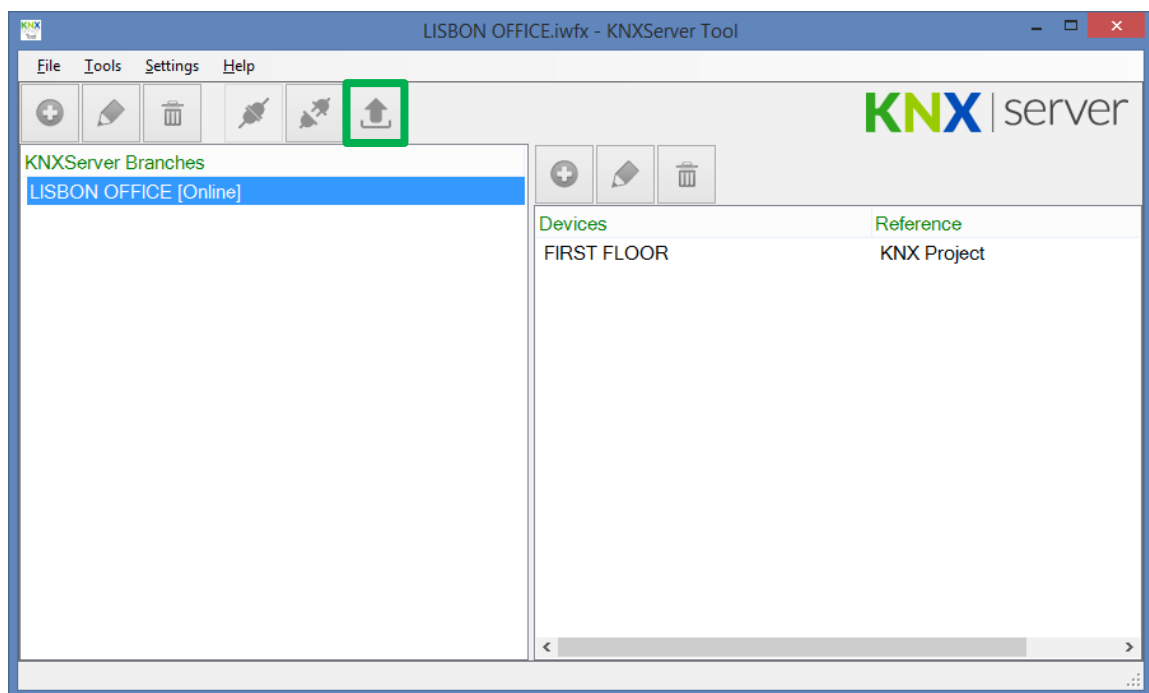 LISBON OFFICE.iwfx - KNXServer Tool
File Tools Settings Help
KNX | server
KNXServer Branches
LISBON OFFICE [Online]
Devices Reference
FIRST FLOOR KNX Project